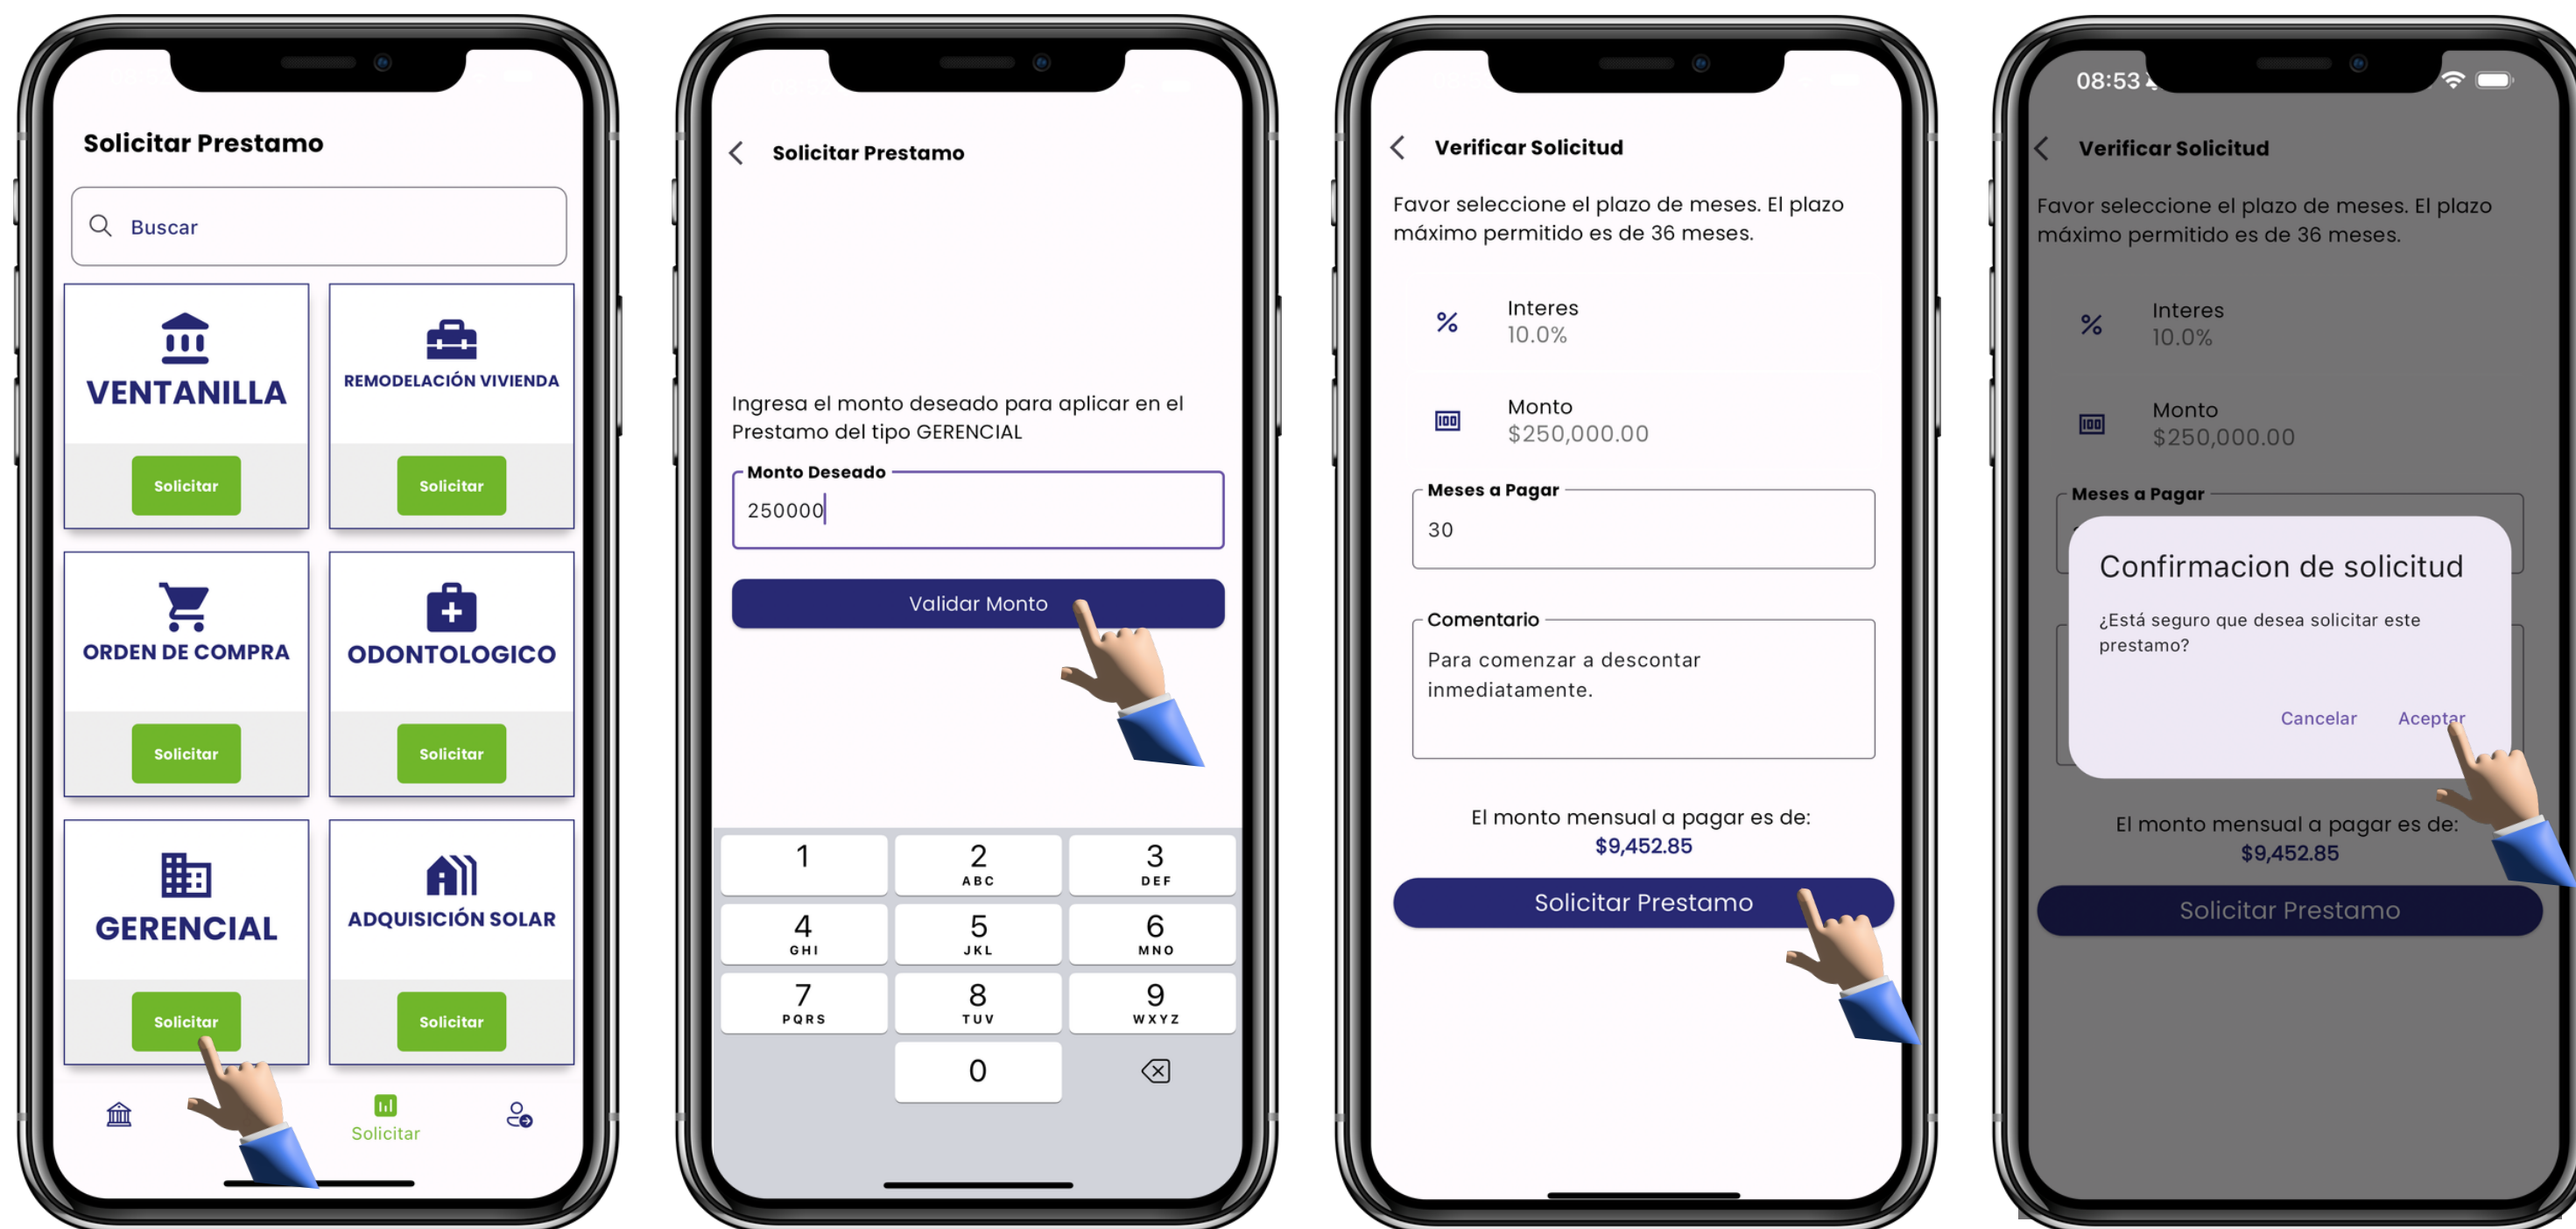 Solicitar Prestamo
Buscar
VENTANILLA
Solicitar
REMODELACIÓN VIVIENDA
Solicitar
ORDEN DE COMPRA
Solicitar
ODONTOLOGICO
Solicitar
GERENCIAL
Solicitar
ADQUISICIÓN SOLAR
Solicitar
Solicitar
Solicitar Prestamo
Ingresa el monto deseado para aplicar en el
Prestamo del tipo GERENCIAL
Monto Deseado
250000
Validar Monto
1
2
ABC
3
DEF
4
GHI
5
JKL
6
MNO
7
PQRS
8
TUV
9
WXYZ
0
Verificar Solicitud
Favor seleccione el plazo de meses. El plazo
máximo permitido es de 36 meses.
%
Interes
10.0%
100
Monto
$250,000.00
Meses a Pagar
30
Comentario
Para comenzar a descontar
inmediatamente.
El monto mensual a pagar es de:
$9,452.85
Solicitar Prestamo
08:53
Verificar Solicitud
Favor seleccione el plazo de meses. El plazo
máximo permitido es de 36 meses.
%
Interes
10.0%
100
Monto
$250,000.00
Meses a Pagar
Confirmacion de solicitud
¿Está seguro que desea solicitar este
prestamo?
Cancelar
Aceptar
El monto mensual a pagar es de:
$9,452.85
Solicitar Prestamo